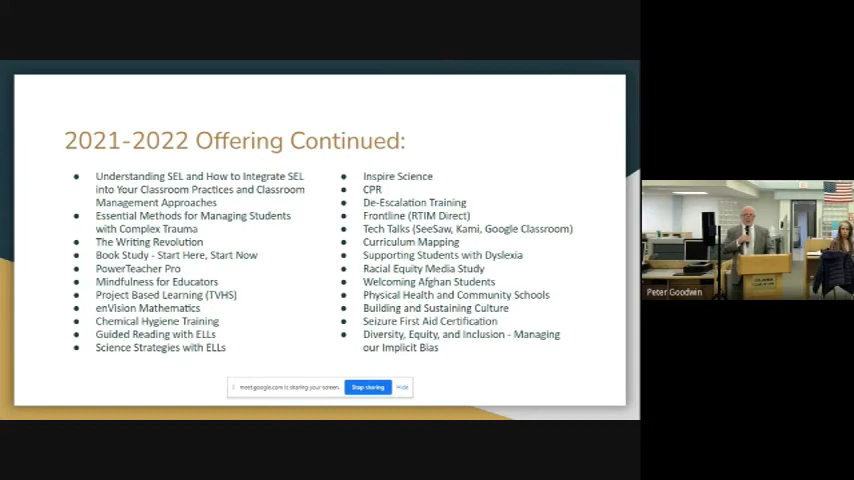 2021-2022 Offering Continued:
● Understanding SEL and How to Integrate SEL
into Your Classroom Practices and Classroom
Management Approaches
● Essential Methods for Managing Students
with Complex Trauma
● The Writing Revolution
● Book Study - Start Here, Start Now
● PowerTeacher Pro
● Mindfulness for Educators
● Project Based Learning (TVHS)
● enVision Mathematics
● Chemical Hygiene Training
● Guided Reading with ELLs
● Science Strategies with ELLs
● Inspire Science
● CPR
● De-Escalation Training
● Frontline (RTIM Direct)
● Tech Talks (SeeSaw, Kami, Google Classroom)
● Curriculum Mapping
● Supporting Students with Dyslexia
● Racial Equity Media Study
● Welcoming Afghan Students
● Physical Health and Community Schools
● Building and Sustaining Culture
● Seizure First Aid Certification
● Diversity, Equity, and Inclusion - Managing
our Implicit Bias
meet.google.com is sharing your screen.
Stop sharing
Hide
Peter Goodwin